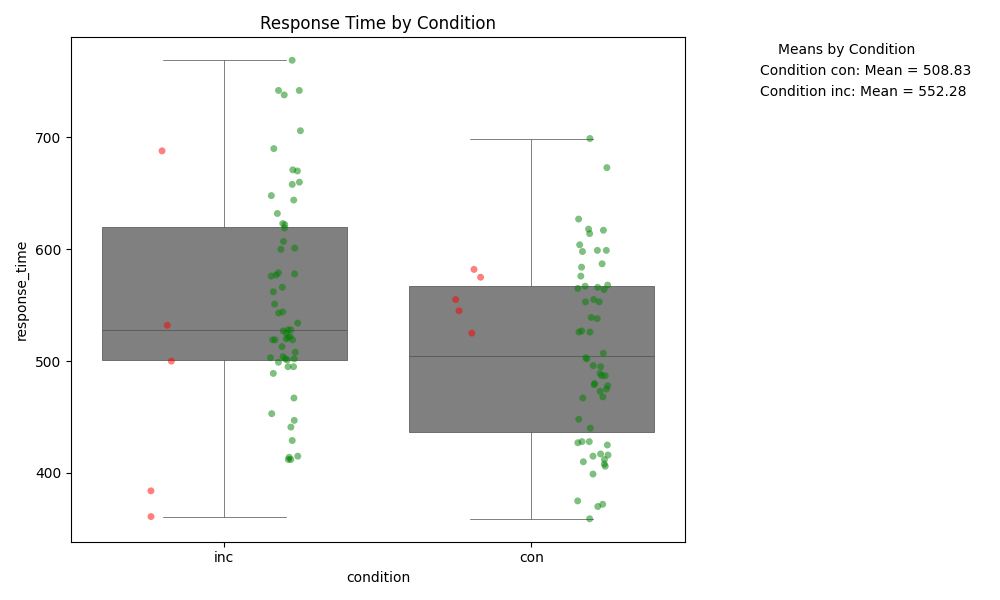 Response Time by Condition
Means by Condition
Condition con: Mean = 508.83
Condition inc: Mean = 552.28
700
600
500
400
response_time
inc con
condition